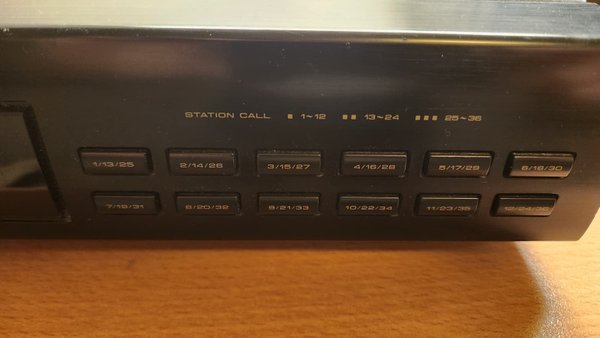 STATION CALL ■ 1~12 ■■ 13~24 ■■■ 25~36
1/13/25 2/14/26 3/15/27 4/16/28 5/17/29 6/18/30
7/19/31 8/20/32 9/21/33 10/22/34 11/23/35 12/24/36